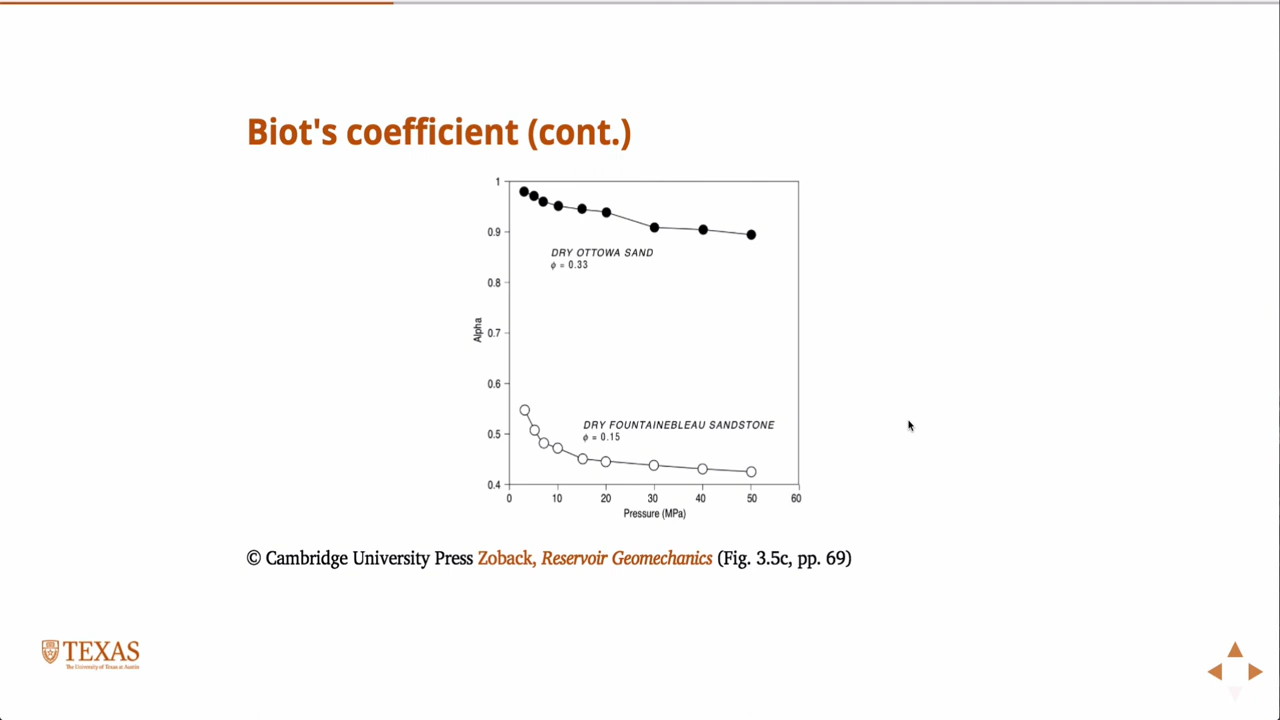 Biot's coefficient (cont.)
1
0.9
DRY OTTOWA SAND
ϕ = 0.33
0.8
Alpha
0.7
0.6
DRY FOUNTAINEBLEAU SANDSTONE
ϕ = 0.15
0.5
0.4
0 10 20 30 40 50 60
Pressure (MPa)
© Cambridge University Press Zoback, Reservoir Geomechanics (Fig. 3.5c, pp. 69)
TEXAS
The University of Texas at Austin